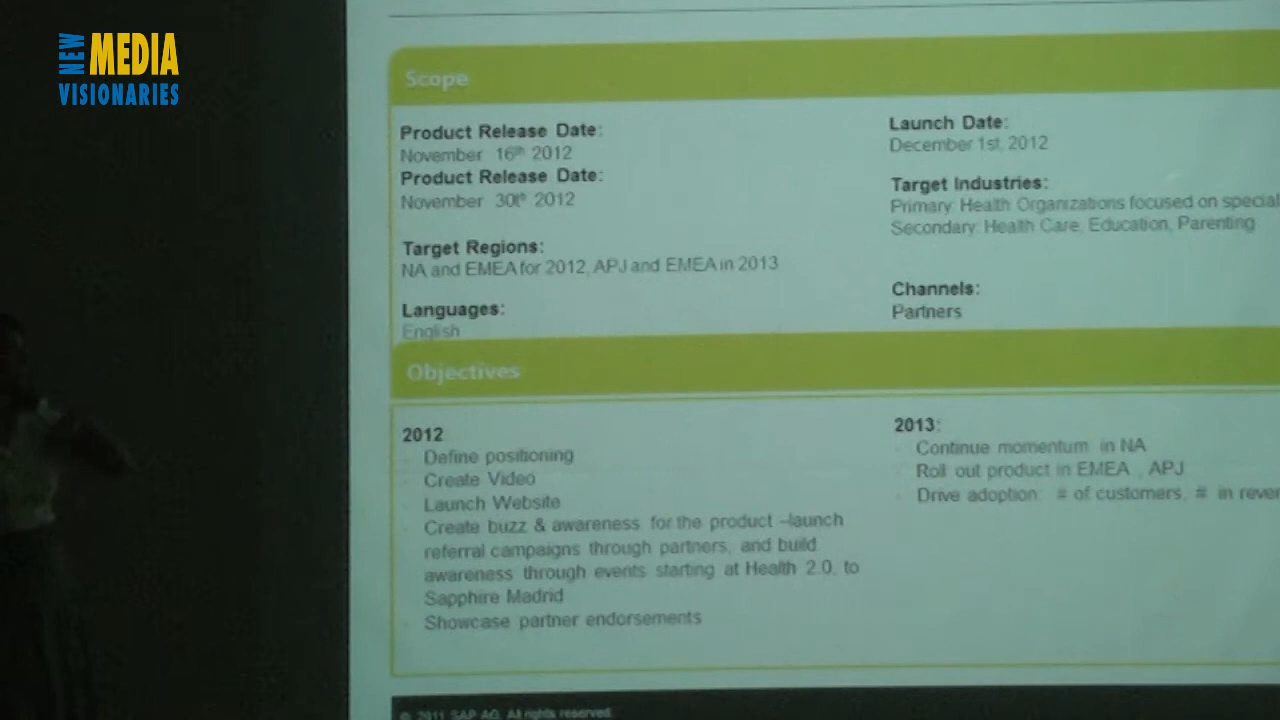 NEW MEDIA
VISIONARIES
Scope
Product Release Date:
November 16th 2012
Product Release Date:
November 30th 2012
Target Regions:
NA and EMEA for 2012, APJ and EMEA in 2013
Languages:
English
Launch Date:
December 1st, 2012
Target Industries:
Primary: Health Organizations focused on special
Secondary: Health Care, Education, Parenting
Channels:
Partners
Objectives
2012
Define positioning
Create Video
Launch Website
Create buzz & awareness for the product –launch
referral campaigns through partners, and build
awareness through events starting at Health 2.0, to
Sapphire Madrid
Showcase partner endorsements
2013:
- Continue momentum in NA
- Roll out product in EMEA , APJ
- Drive adoption: # of customers, # in rever
© 2011 SAP AG. All rights reserved.